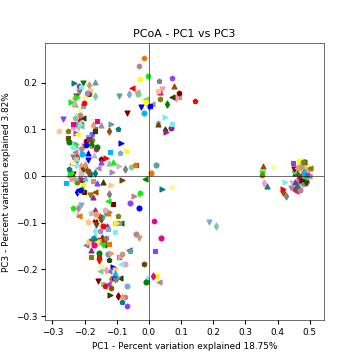 PCoA - PC1 vs PC3
PC3 - Percent variation explained 3.82%
0.2
0.1
0.0
−0.1
−0.2
−0.3
−0.3 −0.2 −0.1 0.0 0.1 0.2 0.3 0.4 0.5
PC1 - Percent variation explained 18.75%